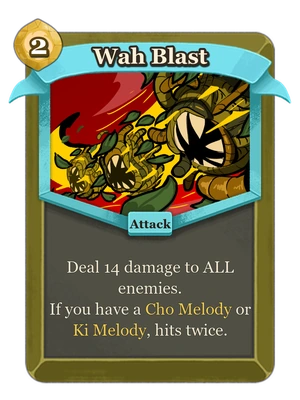 2
Wah Blast
Attack
Deal 14 damage to ALL
enemies.
If you have a Cho Melody or
Ki Melody, hits twice.